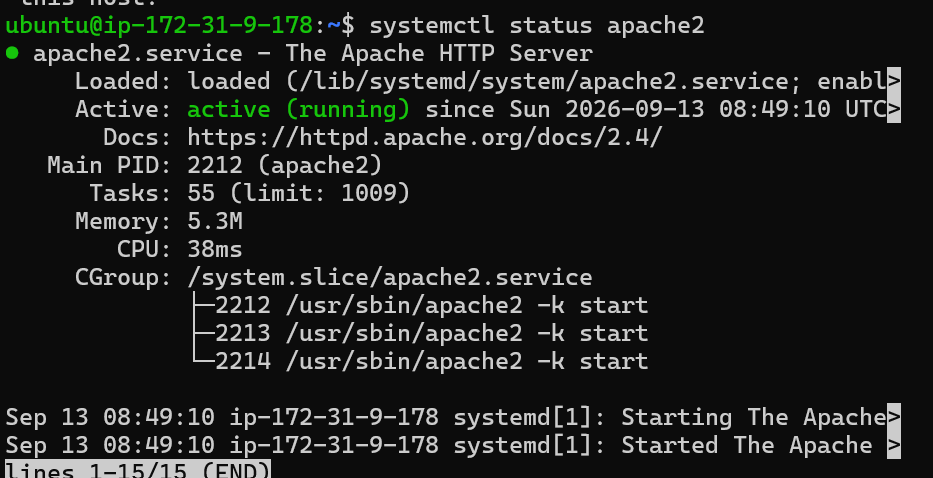 this host.
ubuntu@ip-172-31-9-178:~$ systemctl status apache2
● apache2.service - The Apache HTTP Server
     Loaded: loaded (/lib/systemd/system/apache2.service; enabl>
     Active: active (running) since Sun 2026-09-13 08:49:10 UTC>
       Docs: https://httpd.apache.org/docs/2.4/
   Main PID: 2212 (apache2)
      Tasks: 55 (limit: 1009)
     Memory: 5.3M
        CPU: 38ms
     CGroup: /system.slice/apache2.service
             ├─2212 /usr/sbin/apache2 -k start
             ├─2213 /usr/sbin/apache2 -k start
             └─2214 /usr/sbin/apache2 -k start
Sep 13 08:49:10 ip-172-31-9-178 systemd[1]: Starting The Apache>
Sep 13 08:49:10 ip-172-31-9-178 systemd[1]: Started The Apache >
lines 1-15/15 (END)